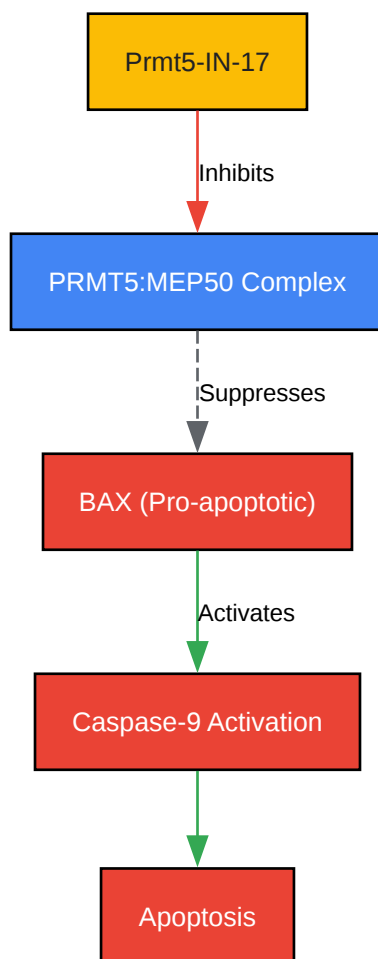 Prmt5-IN-17
Inhibits
PRMT5:MEP50 Complex
Suppresses
BAX (Pro-apoptotic)
Activates
Caspase-9 Activation
Apoptosis